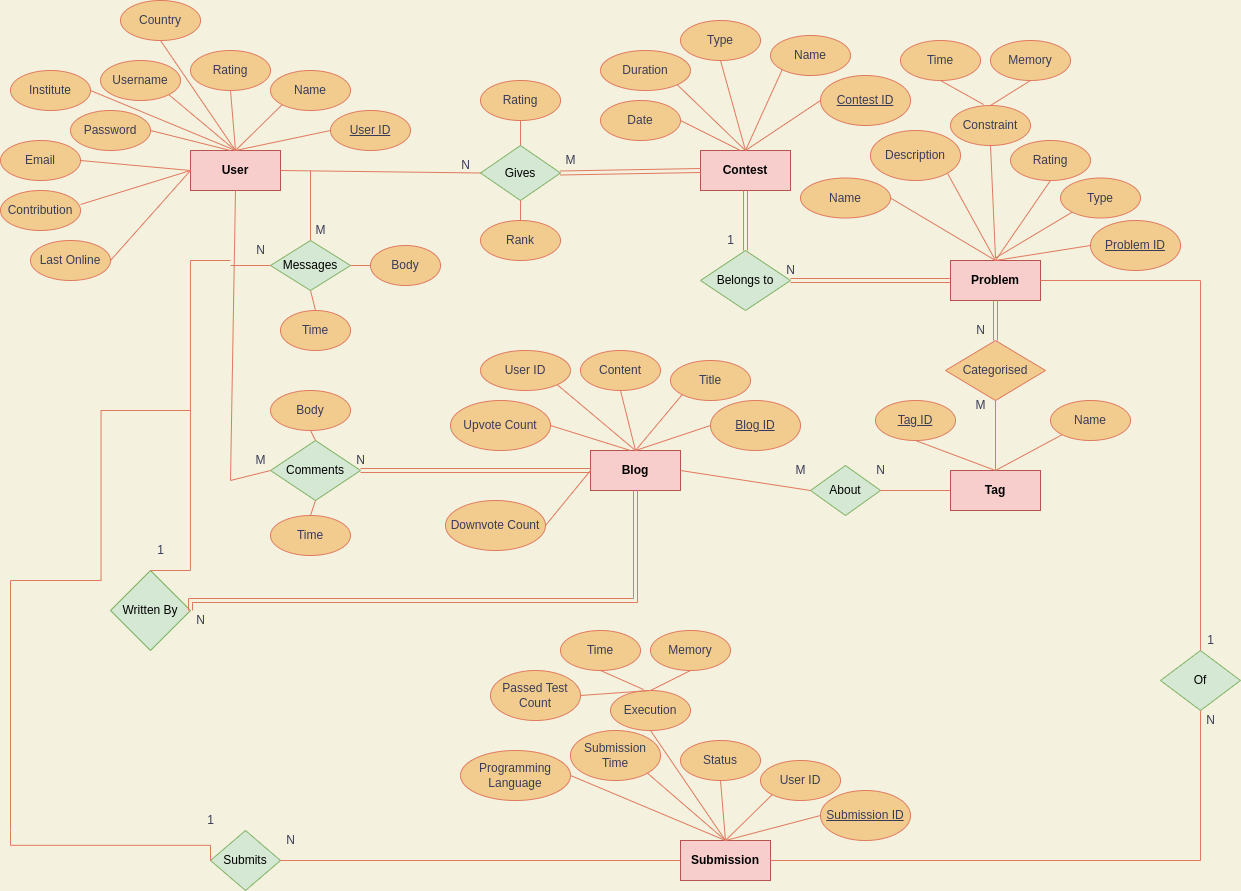 Country
Institute
Username
Rating
Name
Password
User ID
Email
User
Contribution
Last Online
Rating
N
Gives
M
Rank
Type
Duration
Name
Contest ID
Date
Contest
Time
Memory
Constraint
Description
Rating
Name
Type
Problem ID
Problem
M
N
Messages
Body
Time
1
Belongs to
N
N
Categorised
M
Tag ID
Name
Tag
User ID
Content
Title
Upvote Count
Blog ID
Blog
Downvote Count
Body
M
Comments
N
Time
M
About
N
1
Written By
N
1
Of
N
Time
Memory
Passed Test
Count
Execution
Submission
Time
Status
Programming
Language
User ID
Submission ID
Submission
1
Submits
N